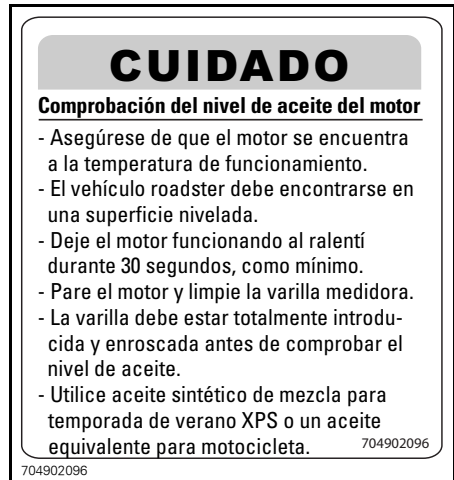 CUIDADO
Comprobación del nivel de aceite del motor
- Asegúrese de que el motor se encuentra
a la temperatura de funcionamiento.
- El vehículo roadster debe encontrarse en
una superficie nivelada.
- Deje el motor funcionando al ralentí
durante 30 segundos, como mínimo.
- Pare el motor y limpie la varilla medidora.
- La varilla debe estar totalmente introdu-
cida y enroscada antes de comprobar el
nivel de aceite.
- Utilice aceite sintético de mezcla para
temporada de verano XPS o un aceite
equivalente para motocicleta. 704902096
704902096